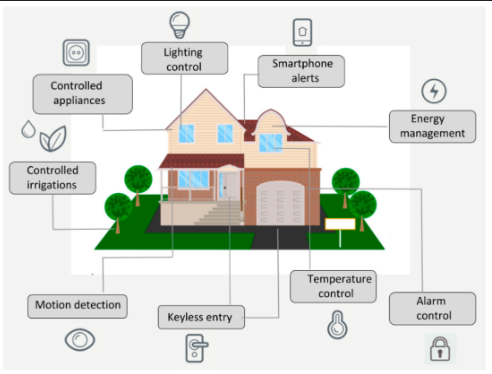 Lighting
control
Smartphone
alerts
Controlled
appliances
Energy
management
Controlled
irrigations
Motion detection
Keyless entry
Temperature
control
Alarm
control